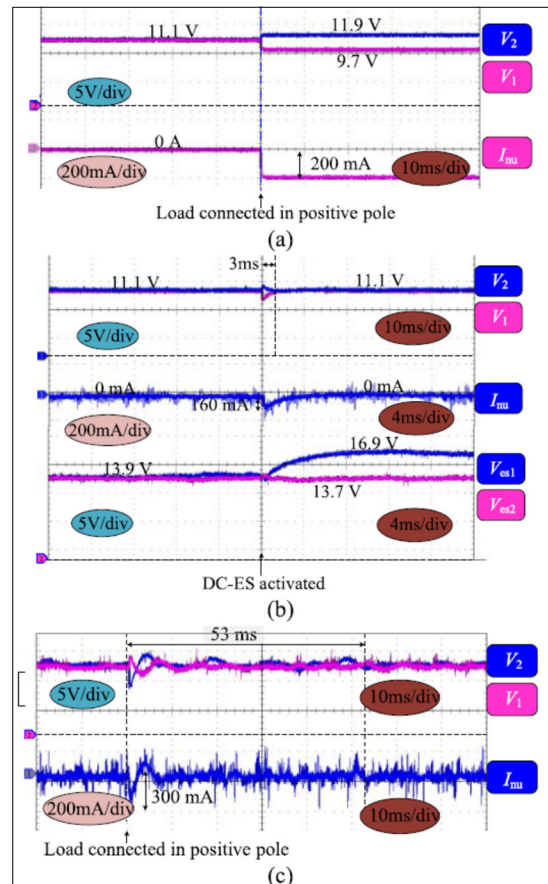 11.1 V
11.9 V
V2
9.7 V
V1
5V/div
0 A
200 mA
Inu
200mA/div
10ms/div
Load connected in positive pole
(a)
3ms
11.1 V
11.1 V
V2
V1
5V/div
10ms/div
0 mA
0 mA
160 mA
Inu
200mA/div
4ms/div
16.9 V
13.9 V
Ves1
13.7 V
Ves2
5V/div
4ms/div
DC-ES activated
(b)
53 ms
V2
5V/div
10ms/div
V1
Inu
300 mA
200mA/div
10ms/div
Load connected in positive pole
(c)